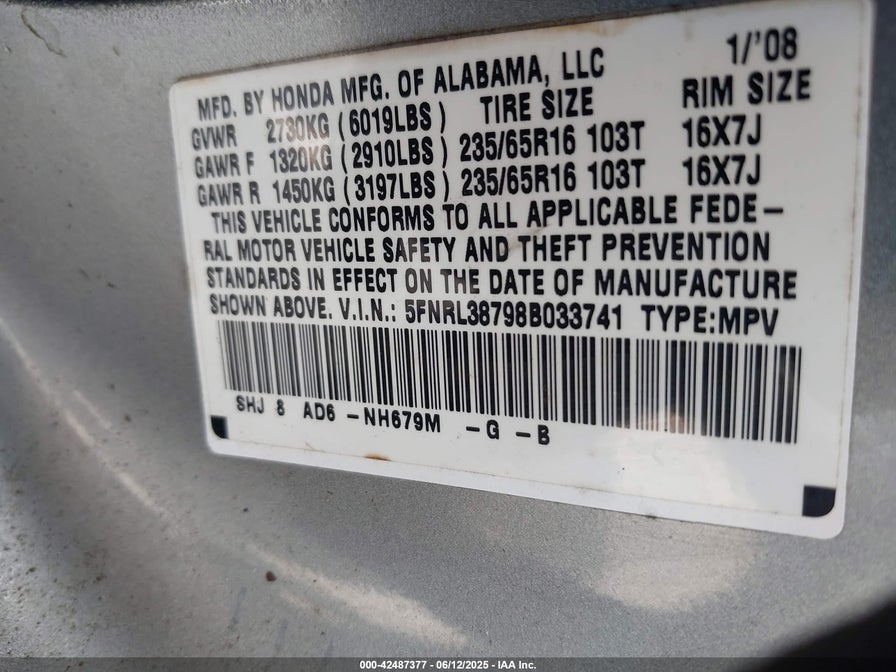 1/'08
MFD. BY HONDA MFG. OF ALABAMA, LLC
GVWR 2730KG (6019LBS) TIRE SIZE RIM SIZE
GAWR F 1320KG (2910LBS) 235/65R16 103T 16X7J
GAWR R 1450KG (3197LBS) 235/65R16 103T 16X7J
THIS VEHICLE CONFORMS TO ALL APPLICABLE FEDE-
RAL MOTOR VEHICLE SAFETY AND THEFT PREVENTION
STANDARDS IN EFFECT ON THE DATE OF MANUFACTURE
SHOWN ABOVE. V.I.N.: 5FNRL38798B033741 TYPE:MPV
SHJ 8 AD6 -NH679M -G -B
000-42487377 - 06/12/2025 - IAA Inc.